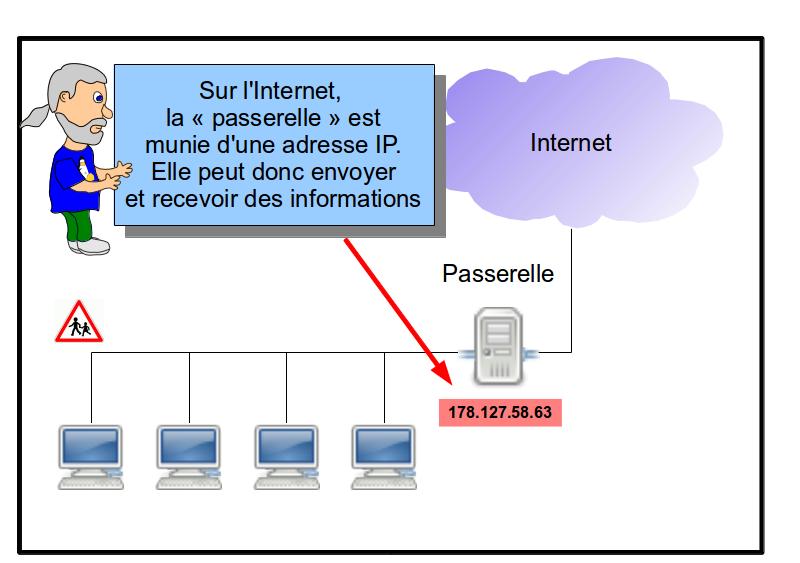 Sur l'Internet,
la « passerelle » est
munie d'une adresse IP.
Elle peut donc envoyer
et recevoir des informations
Internet
Passerelle
178.127.58.63